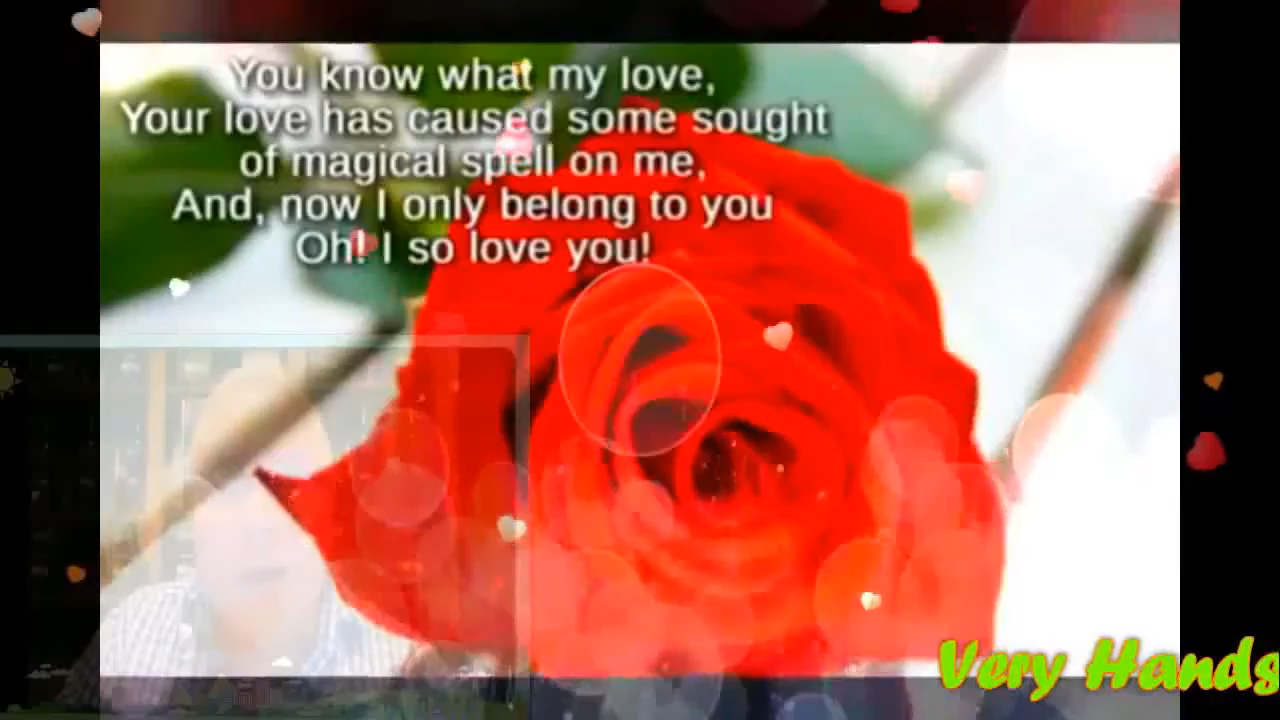 You know what my love,
Your love has caused some sought
of magical spell on me,
And, now I only belong to you
Oh! I so love you!
Very Hands